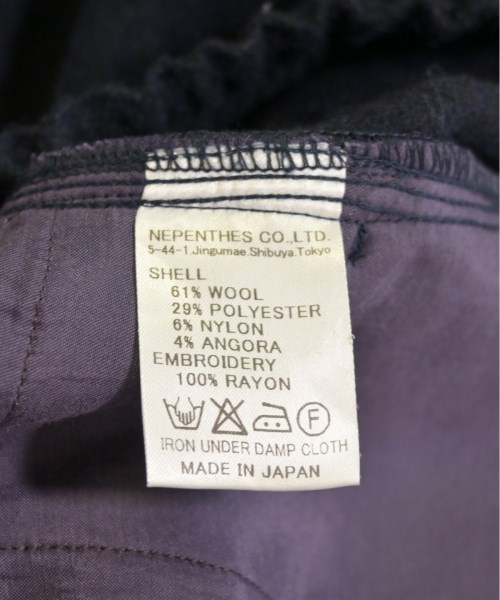 NEPENTHES CO.,LTD.
5-44-1.Jingumae.Shibuya.Tokyo
SHELL
61% WOOL
29% POLYESTER
6% NYLON
4% ANGORA
EMBROIDERY
100% RAYON
F
IRON UNDER DAMP CLOTH
MADE IN JAPAN